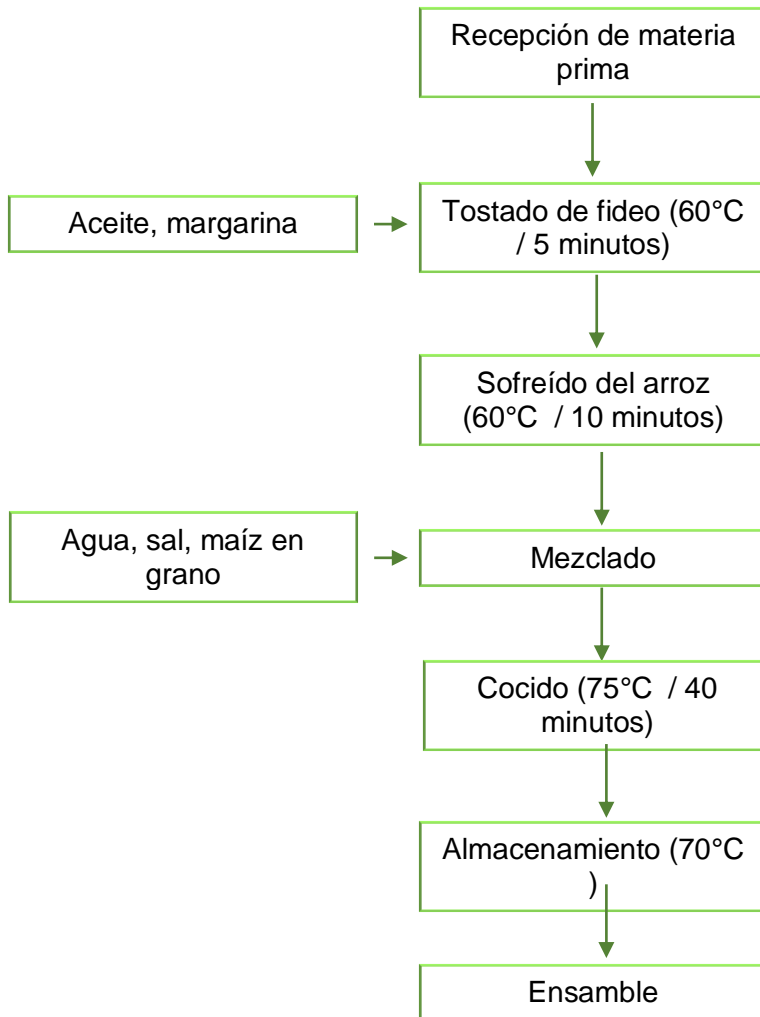 Recepción de materia
prima
Aceite, margarina
Tostado de fideo (60°C
/ 5 minutos)
Sofreído del arroz
(60°C  / 10 minutos)
Agua, sal, maíz en
grano
Mezclado
Cocido (75°C  / 40
minutos)
Almacenamiento (70°C
)
Ensamble